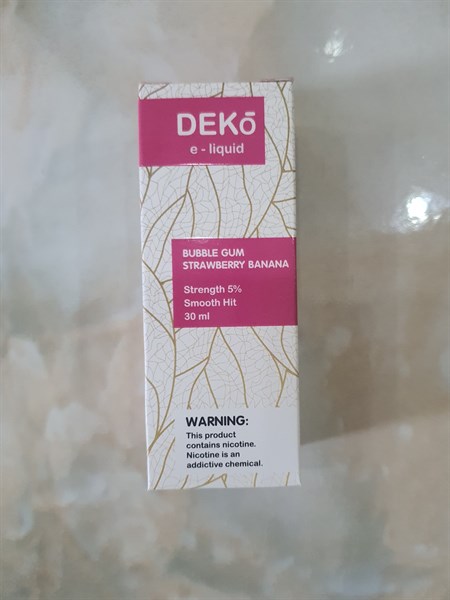 DEKō
e - liquid
BUBBLE GUM
STRAWBERRY BANANA
Strength 5%
Smooth Hit
30 ml
WARNING:
This product
contains nicotine.
Nicotine is an
addictive chemical.